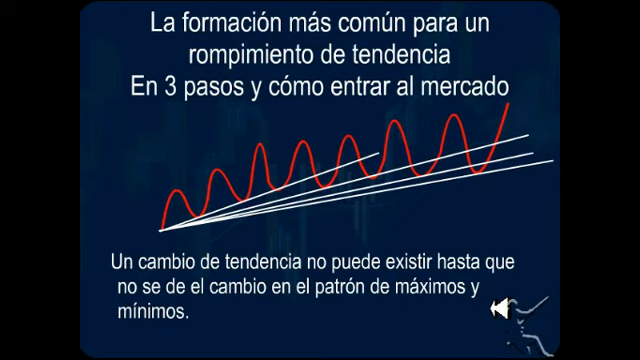 La formación más común para un
rompimiento de tendencia
En 3 pasos y cómo entrar al mercado
Un cambio de tendencia no puede existir hasta que
no se de el cambio en el patrón de máximos y
mínimos.